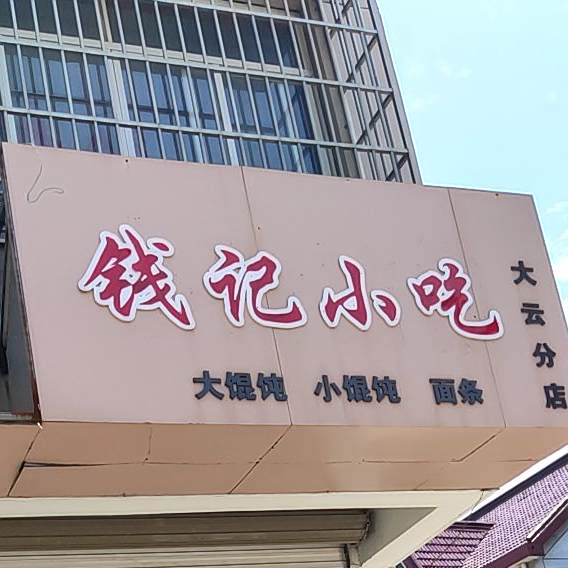 钱记小吃
大馄饨 小馄饨 面条
大云分店